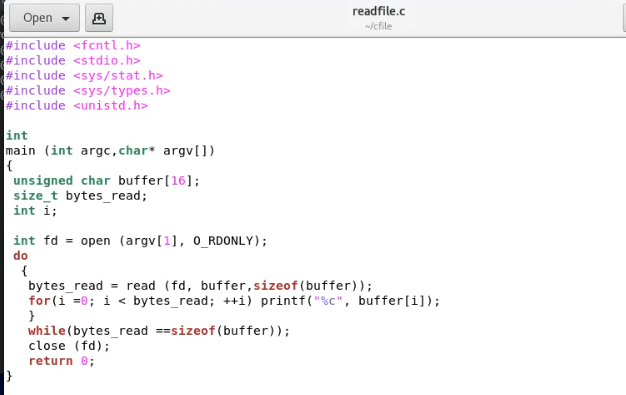 Open
readfile.c
~/cfile
#include <fcntl.h>
#include <stdio.h>
#include <sys/stat.h>
#include <sys/types.h>
#include <unistd.h>
int
main (int argc,char* argv[])
{
unsigned char buffer[16];
size_t bytes_read;
int i;
int fd = open (argv[1], O_RDONLY);
do
{
bytes_read = read (fd, buffer,sizeof(buffer));
for(i =0; i < bytes_read; ++i) printf("%c", buffer[i]);
}
while(bytes_read ==sizeof(buffer));
close (fd);
return 0;
}